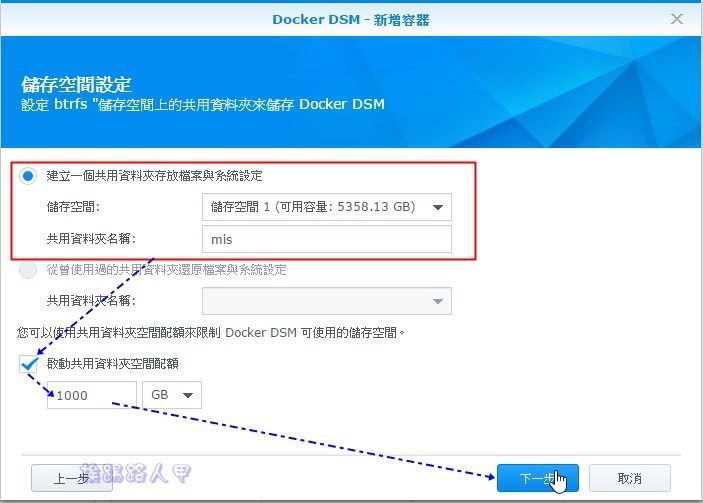 Docker DSM - 新增容器
儲存空間設定
設定 btrfs "儲存空間上的共用資料夾來儲存 Docker DSM
建立一個共用資料夾存放檔案與系統設定
儲存空間: 儲存空間 1 (可用容量: 5358.13 GB)
共用資料夾名稱: mis
從曾使用過的共用資料夾還原檔案與系統設定
共用資料夾名稱:
您可以使用共用資料夾空間配額來限制 Docker DSM 可使用的儲存空間。
啟動共用資料夾空間配額
1000 GB
上一步 挨踢路人甲 下一步 取消